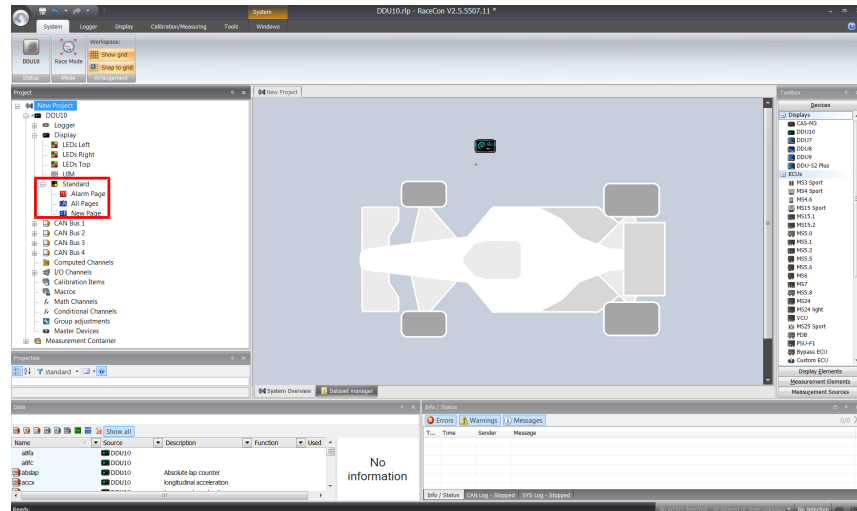 System
DDU10.rlp - RaceCon V2.5.5507.11 *
System Logger Display Calibration/Measuring Tools Windows
DDU10
Race Mode
Workspace:
Show grid
Snap to grid
Status Mode Arrangement
Project
New Project
DDU10
Logger
Display
LEDs Left
LEDs Right
LEDs Top
UIM
Standard
Alarm Page
All Pages
New Page
CAN Bus 1
CAN Bus 2
CAN Bus 3
CAN Bus 4
Computed Channels
I/O Channels
Calibration Items
Macros
Math Channels
Conditional Channels
Group adjustments
Master Devices
Measurement Container
Properties
standard
New Project
System Overview Dataset manager
Toolbox
Devices
Displays
CAS-M3
DDU10
DDU7
DDU8
DDU9
DDU-S2 Plus
ECUs
MS3 Sport
MS4 Sport
MS4.6
MS15 Sport
MS15.1
MS15.2
MS5.0
MS5.1
MS5.2
MS5.5
MS5.6
MS6
MS7
MS5.8
MS24
MS24 light
VCU
MS25 Sport
PDB
PSU-F1
Bypass ECU
Custom ECU
Display Elements
Measurement Elements
Measurement Sources
Data
Show all
Name Source Description Function Used
a8fa DDU10
a8fc DDU10
abslap DDU10 Absolute lap counter
accx DDU10 longitudinal acceleration
No
information
Info / Status
Errors Warnings Messages 0/0
T... Time Sender Message
Info / Status CAN Log - Stopped SYS Log - Stopped
Ready.
No selection